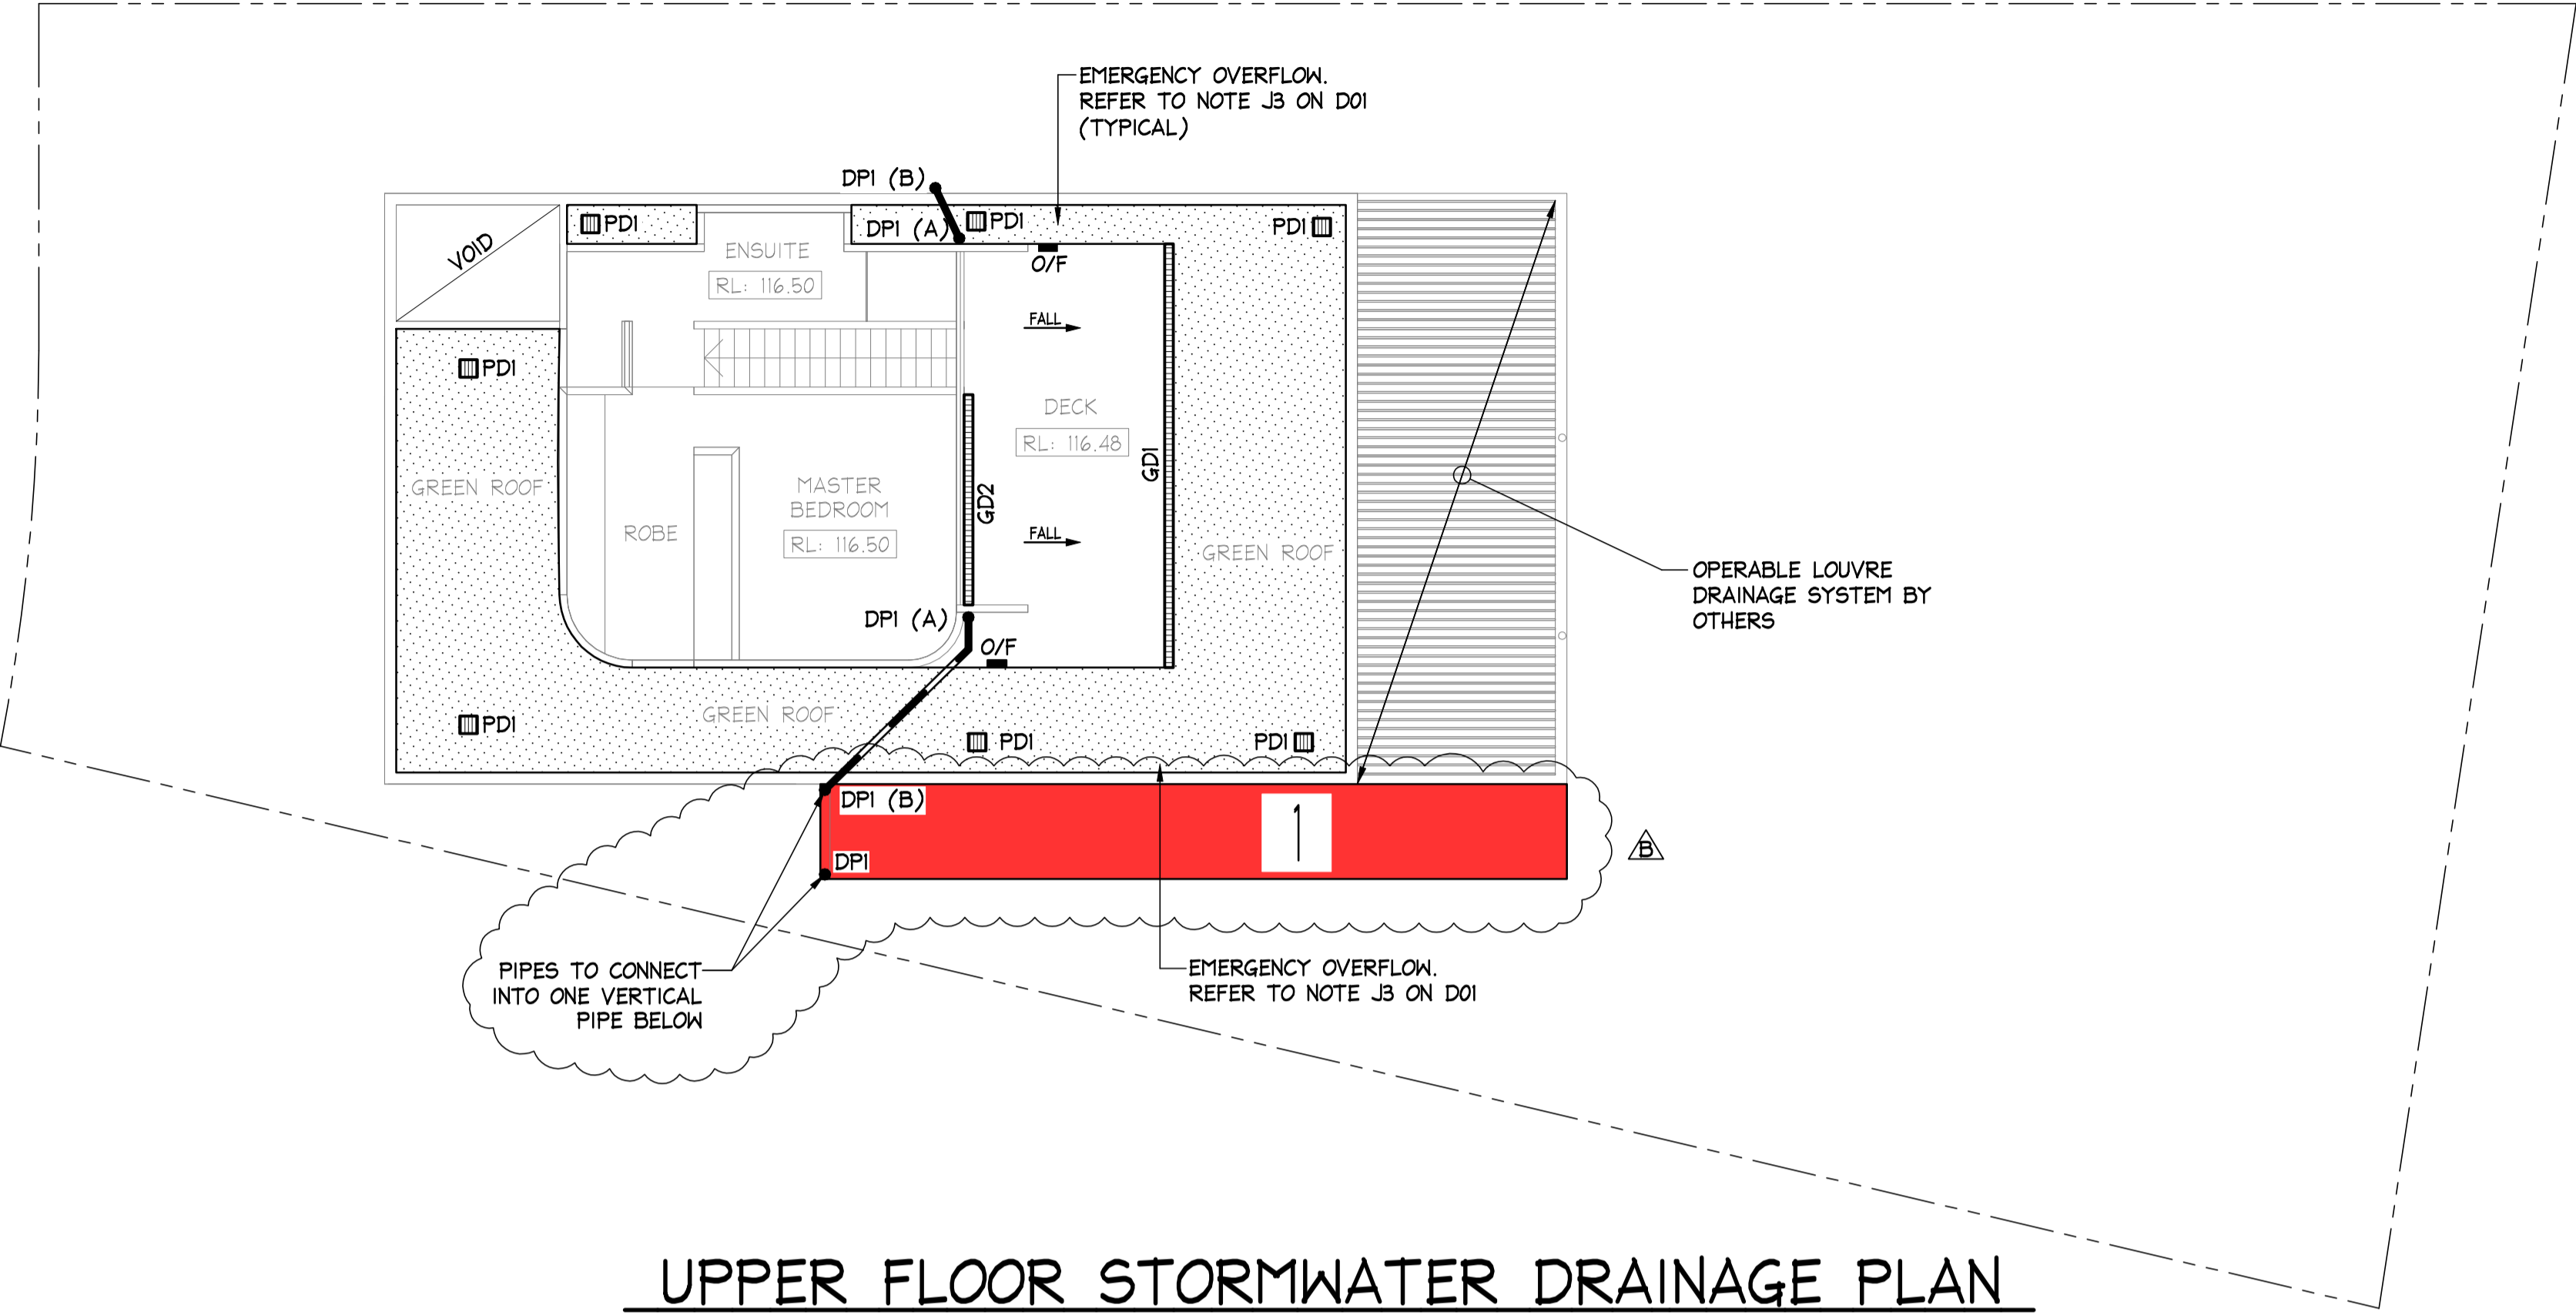 EMERGENCY OVERFLOW.
REFER TO NOTE J3 ON D01
(TYPICAL)
DP1 (B)
PD1
DP1 (A)
PD1
PD1
VOID
ENSUITE
RL: 116.50
O/F
FALL
PD1
DECK
RL: 116.48
GD1
GREEN ROOF
MASTER
BEDROOM
RL: 116.50
GD2
ROBE
FALL
GREEN ROOF
OPERABLE LOUVRE
DRAINAGE SYSTEM BY
OTHERS
DP1 (A)
O/F
GREEN ROOF
PD1
PD1
PD1
DP1 (B)
1
B
DP1
PIPES TO CONNECT
INTO ONE VERTICAL
PIPE BELOW
EMERGENCY OVERFLOW.
REFER TO NOTE J3 ON D01
UPPER FLOOR STORMWATER DRAINAGE PLAN